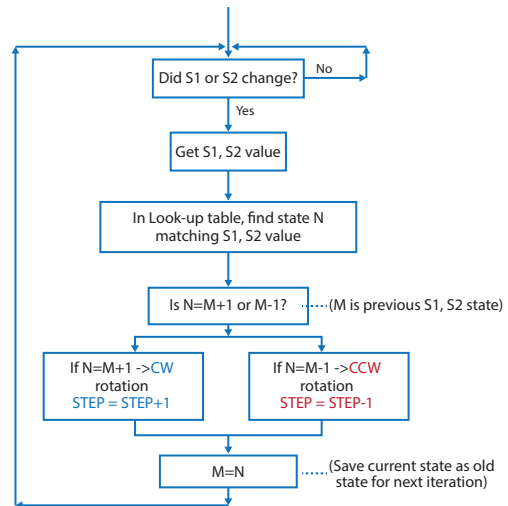 Did S1 or S2 change?
No
Yes
Get S1, S2 value
In Look-up table, find state N
matching S1, S2 value
Is N=M+1 or M-1?
(M is previous S1, S2 state)
If N=M+1 ->CW
rotation
STEP = STEP+1
If N=M-1 ->CCW
rotation
STEP = STEP-1
M=N
(Save current state as old
state for next iteration)